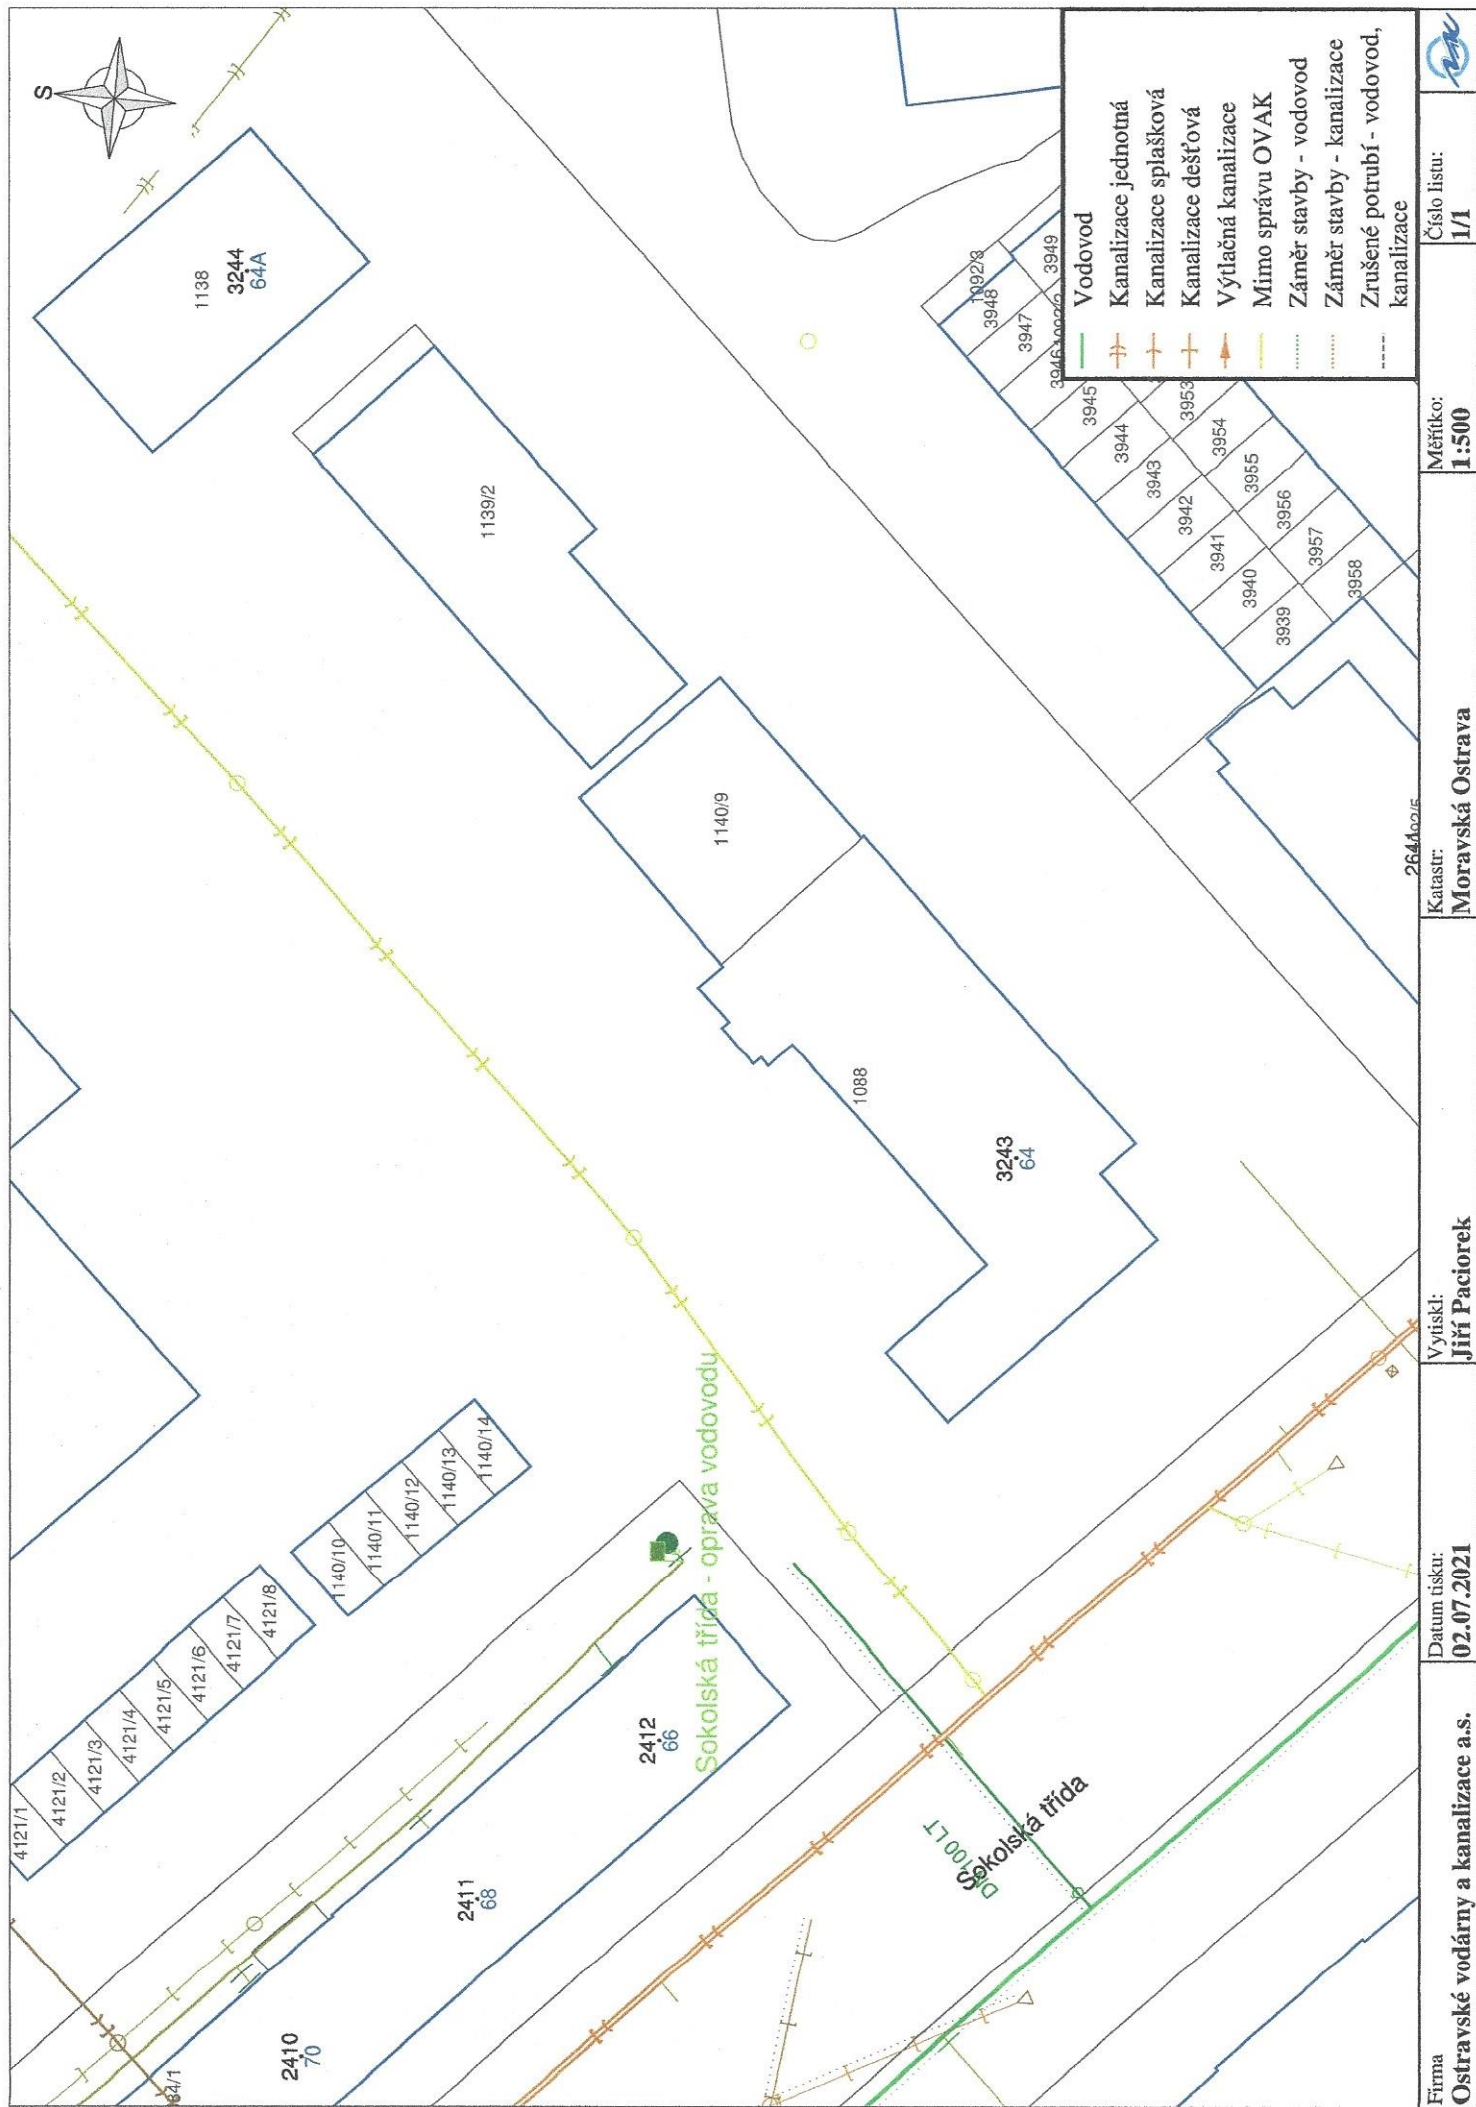 S
1138
3244
64A
1139/2
1140/9
1088
3243
64
3948
3947
3949
3945
3944
3943
3942
3941
3940
3939
3953
3954
3955
3956
3957
3958
4121/1
4121/2
4121/3
4121/4
4121/5
4121/6
4121/7
4121/8
1140/10
1140/11
1140/12
1140/13
1140/14
Sokolská třída - oprava vodovodu
2412
66
2411
68
2410
70
Sokolská třída
100 LT
Vodovod
Kanalizace jednotná
Kanalizace splašková
Kanalizace dešťová
Výtlačná kanalizace
Mimo správu OVAK
Záměr stavby - vodovod
Záměr stavby - kanalizace
Zrušené potrubí - vodovod,
kanalizace
Firma
Ostravské vodárny a kanalizace a.s.
Datum tisku:
02.07.2021
Vytiskl:
Jiří Paciorek
Katastr:
Moravská Ostrava
Měřítko:
1:500
Číslo listu:
1/1